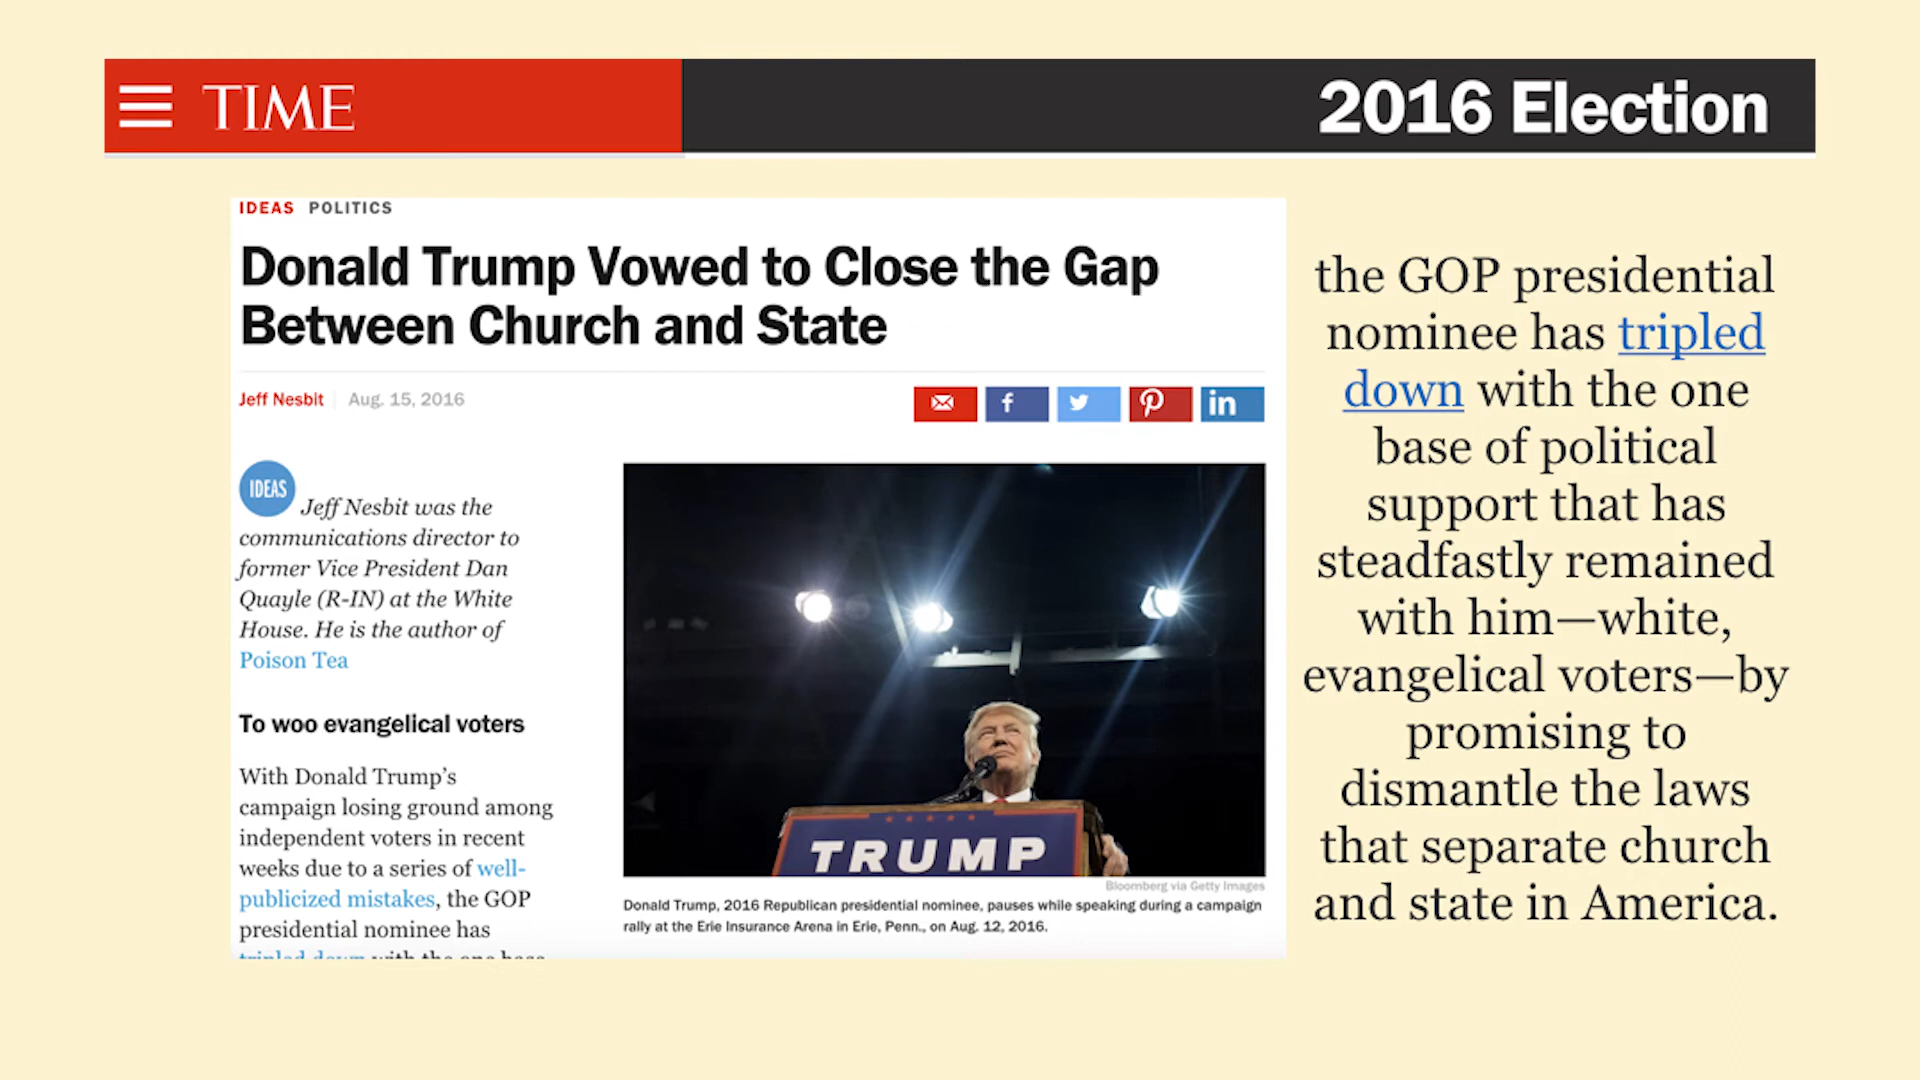 TIME
2016 Election
IDEAS POLITICS
Donald Trump Vowed to Close the Gap
Between Church and State
Jeff Nesbit Aug. 15, 2016
f
in
IDEAS
Jeff Nesbit was the
communications director to
former Vice President Dan
Quayle (R-IN) at the White
House. He is the author of
Poison Tea
To woo evangelical voters
With Donald Trump's
campaign losing ground among
independent voters in recent
weeks due to a series of well-
publicized mistakes, the GOP
presidential nominee has
tripled down with the one base
TRUMP
Bloomberg via Getty Images
Donald Trump, 2016 Republican presidential nominee, pauses while speaking during a campaign
rally at the Erie Insurance Arena in Erie, Penn., on Aug. 12, 2016.
the GOP presidential
nominee has tripled
down with the one
base of political
support that has
steadfastly remained
with him—white,
evangelical voters—by
promising to
dismantle the laws
that separate church
and state in America.